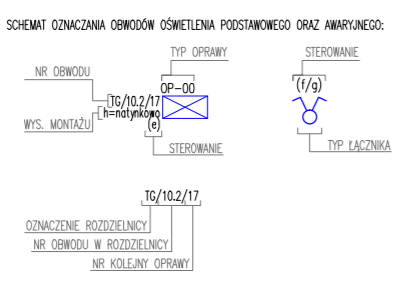 SCHEMAT OZNACZANIA OBWODÓW OŚWIETLENIA PODSTAWOWEGO ORAZ AWARYJNEGO:
TYP OPRAWY
STEROWANIE
NR OBWODU
OP-00
(f/g)
TG/10.2/17
h=natynkowo
(e)
WYS. MONTAŻU
STEROWANIE
TYP ŁĄCZNIKA
TG/10.2/17
OZNACZENIE ROZDZIELNICY
NR OBWODU W ROZDZIELNICY
NR KOLEJNY OPRAWY